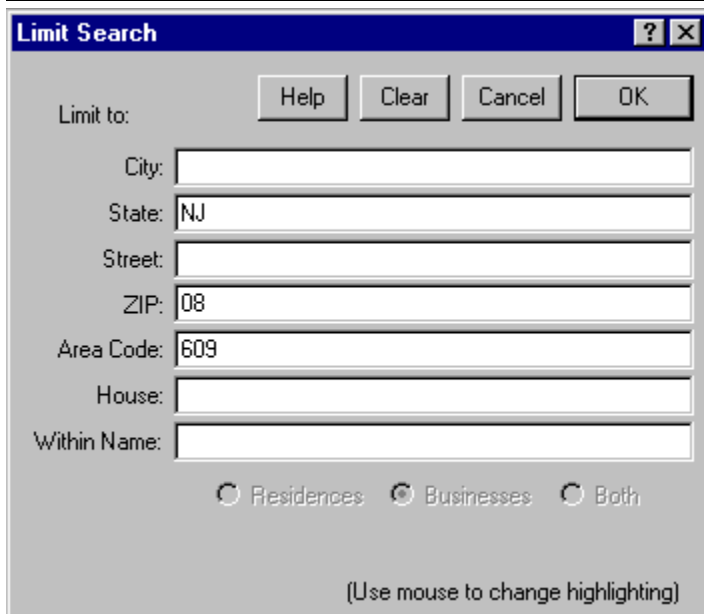 Limit Search
Help Clear Cancel OK
Limit to:
City:
State: NJ
Street:
ZIP: 08
Area Code: 609
House:
Within Name:
Residences Businesses Both
(Use mouse to change highlighting)